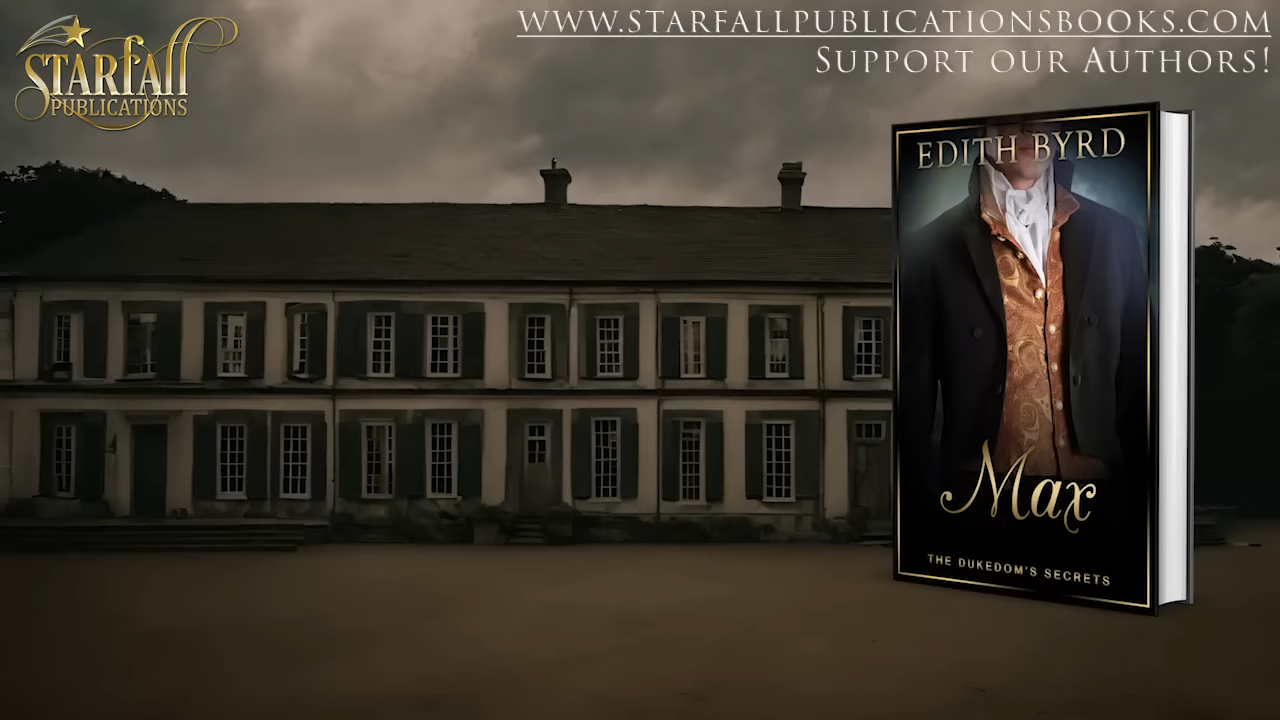 STARfall
PUBLICATIONS
WWW.STARFALLPUBLICATIONSBOOKS.COM
SUPPORT OUR AUTHORS!
EDITH BYRD
Max
THE DUKEDOM'S SECRETS